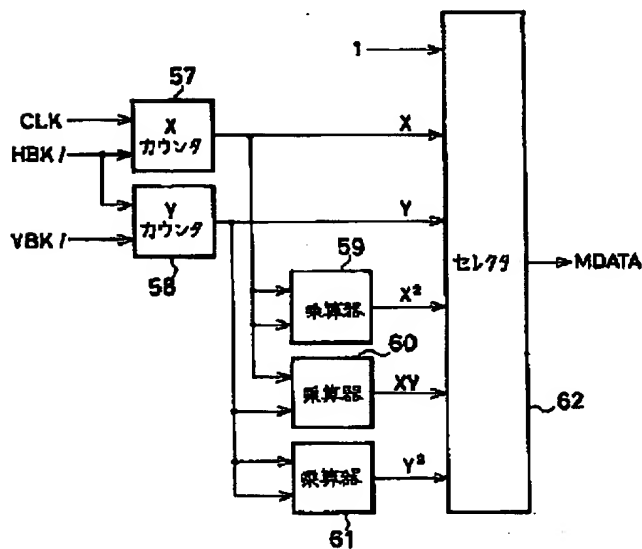 1
57
CLK
X
カウンタ
X
HBK/
Y
カウンタ
Y
VBK/
58
59
セレクタ
MDATA
乗算器
X²
60
乗算器
XY
62
乗算器
Y²
61